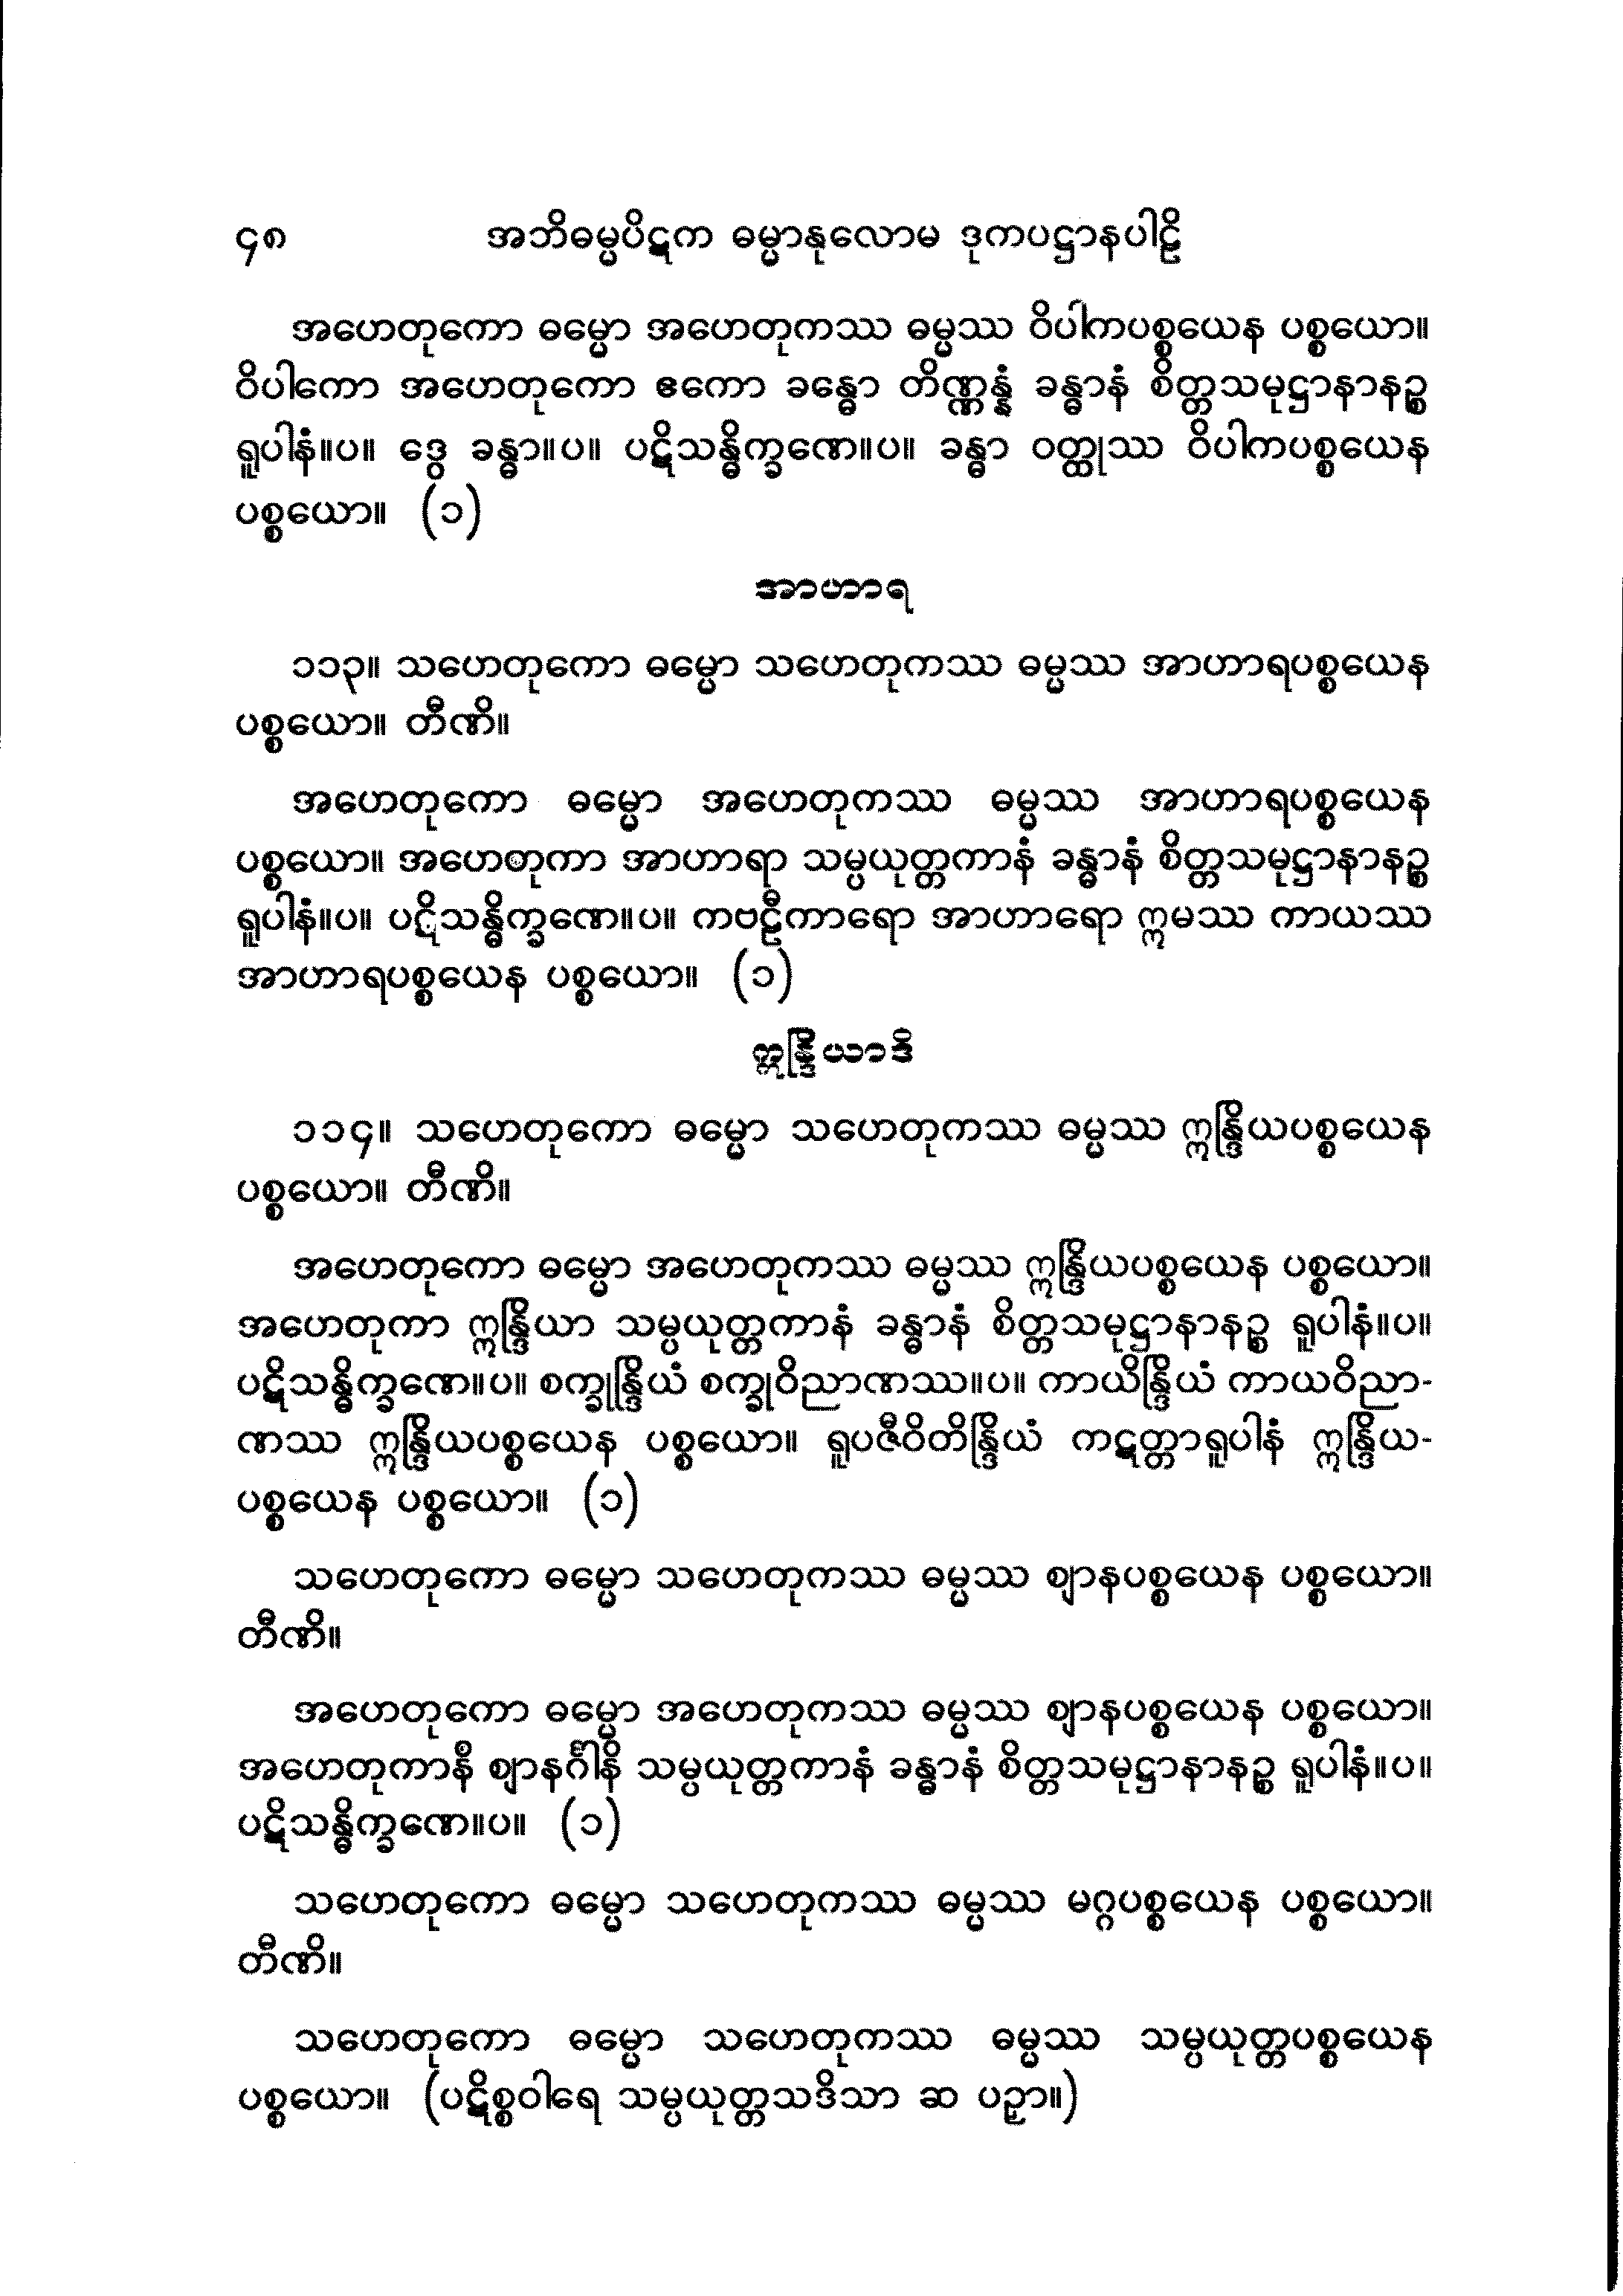 ၄၈ အဘိဓမ္မပိဋက ဓမ္မာနုလောမ ဒုကပဋ္ဌာနပါဠိ
အဟေတုကော ဓမ္မော အဟေတုကဿ ဓမ္မဿ ဝိပါကပစ္စယေန ပစ္စယော။
ဝိပါကော အဟေတုကော ဧကော ခန္ဓော တိဏ္ဏန္နံ ခန္ဓာနံ စိတ္တသမုဋ္ဌာနာနဉ္စ
ရူပါနံ။ပ။ ဒွေ ခန္ဓာ။ပ။ ပဋိသန္ဓိက္ခဏေ။ပ။ ခန္ဓာ ဝတ္ထုဿ ဝိပါကပစ္စယေန
ပစ္စယော။ (၁)
အာဟာရ
၁၁၃။ သဟေတုကော ဓမ္မော သဟေတုကဿ ဓမ္မဿ အာဟာရပစ္စယေန
ပစ္စယော။ တီဏိ။
အဟေတုကော ဓမ္မော အဟေတုကဿ ဓမ္မဿ အာဟာရပစ္စယေန
ပစ္စယော။ အဟေတုကာ အာဟာရာ သမ္ပယုတ္တကာနံ ခန္ဓာနံ စိတ္တသမုဋ္ဌာနာနဉ္စ
ရူပါနံ။ပ။ ပဋိသန္ဓိက္ခဏေ။ပ။ ကဗဠီကာရော အာဟာရော ဣမဿ ကာယဿ
အာဟာရပစ္စယေန ပစ္စယော။ (၁)
ဣန္ဒြိယာဒိ
၁၁၄။ သဟေတုကော ဓမ္မော သဟေတုကဿ ဓမ္မဿ ဣန္ဒြိယပစ္စယေန
ပစ္စယော။ တီဏိ။
အဟေတုကော ဓမ္မော အဟေတုကဿ ဓမ္မဿ ဣန္ဒြိယပစ္စယေန ပစ္စယော။
အဟေတုကာ ဣန္ဒြိယာ သမ္ပယုတ္တကာနံ ခန္ဓာနံ စိတ္တသမုဋ္ဌာနာနဉ္စ ရူပါနံ။ပ။
ပဋိသန္ဓိက္ခဏေ။ပ။ စက္ခုန္ဒြိယံ စက္ခုဝိညာဏဿ။ပ။ ကာယိန္ဒြိယံ ကာယဝိညာ-
ဏဿ ဣန္ဒြိယပစ္စယေန ပစ္စယော။ ရူပဇီဝိတိန္ဒြိယံ ကဋတ္တာရူပါနံ ဣန္ဒြိယ-
ပစ္စယေန ပစ္စယော။ (၁)
သဟေတုကော ဓမ္မော သဟေတုကဿ ဓမ္မဿ ဈာနပစ္စယေန ပစ္စယော။
တီဏိ။
အဟေတုကော ဓမ္မော အဟေတုကဿ ဓမ္မဿ ဈာနပစ္စယေန ပစ္စယော။
အဟေတုကာနိ ဈာနင်္ဂါနိ သမ္ပယုတ္တကာနံ ခန္ဓာနံ စိတ္တသမုဋ္ဌာနာနဉ္စ ရူပါနံ။ပ။
ပဋိသန္ဓိက္ခဏေ။ပ။ (၁)
သဟေတုကော ဓမ္မော သဟေတုကဿ ဓမ္မဿ မဂ္ဂပစ္စယေန ပစ္စယော။
တီဏိ။
သဟေတုကော ဓမ္မော သဟေတုကဿ ဓမ္မဿ သမ္ပယုတ္တပစ္စယေန
ပစ္စယော။ (ပဋိစ္စဝါရေ သမ္ပယုတ္တသဒိသာ ဆ ပဉှာ။)